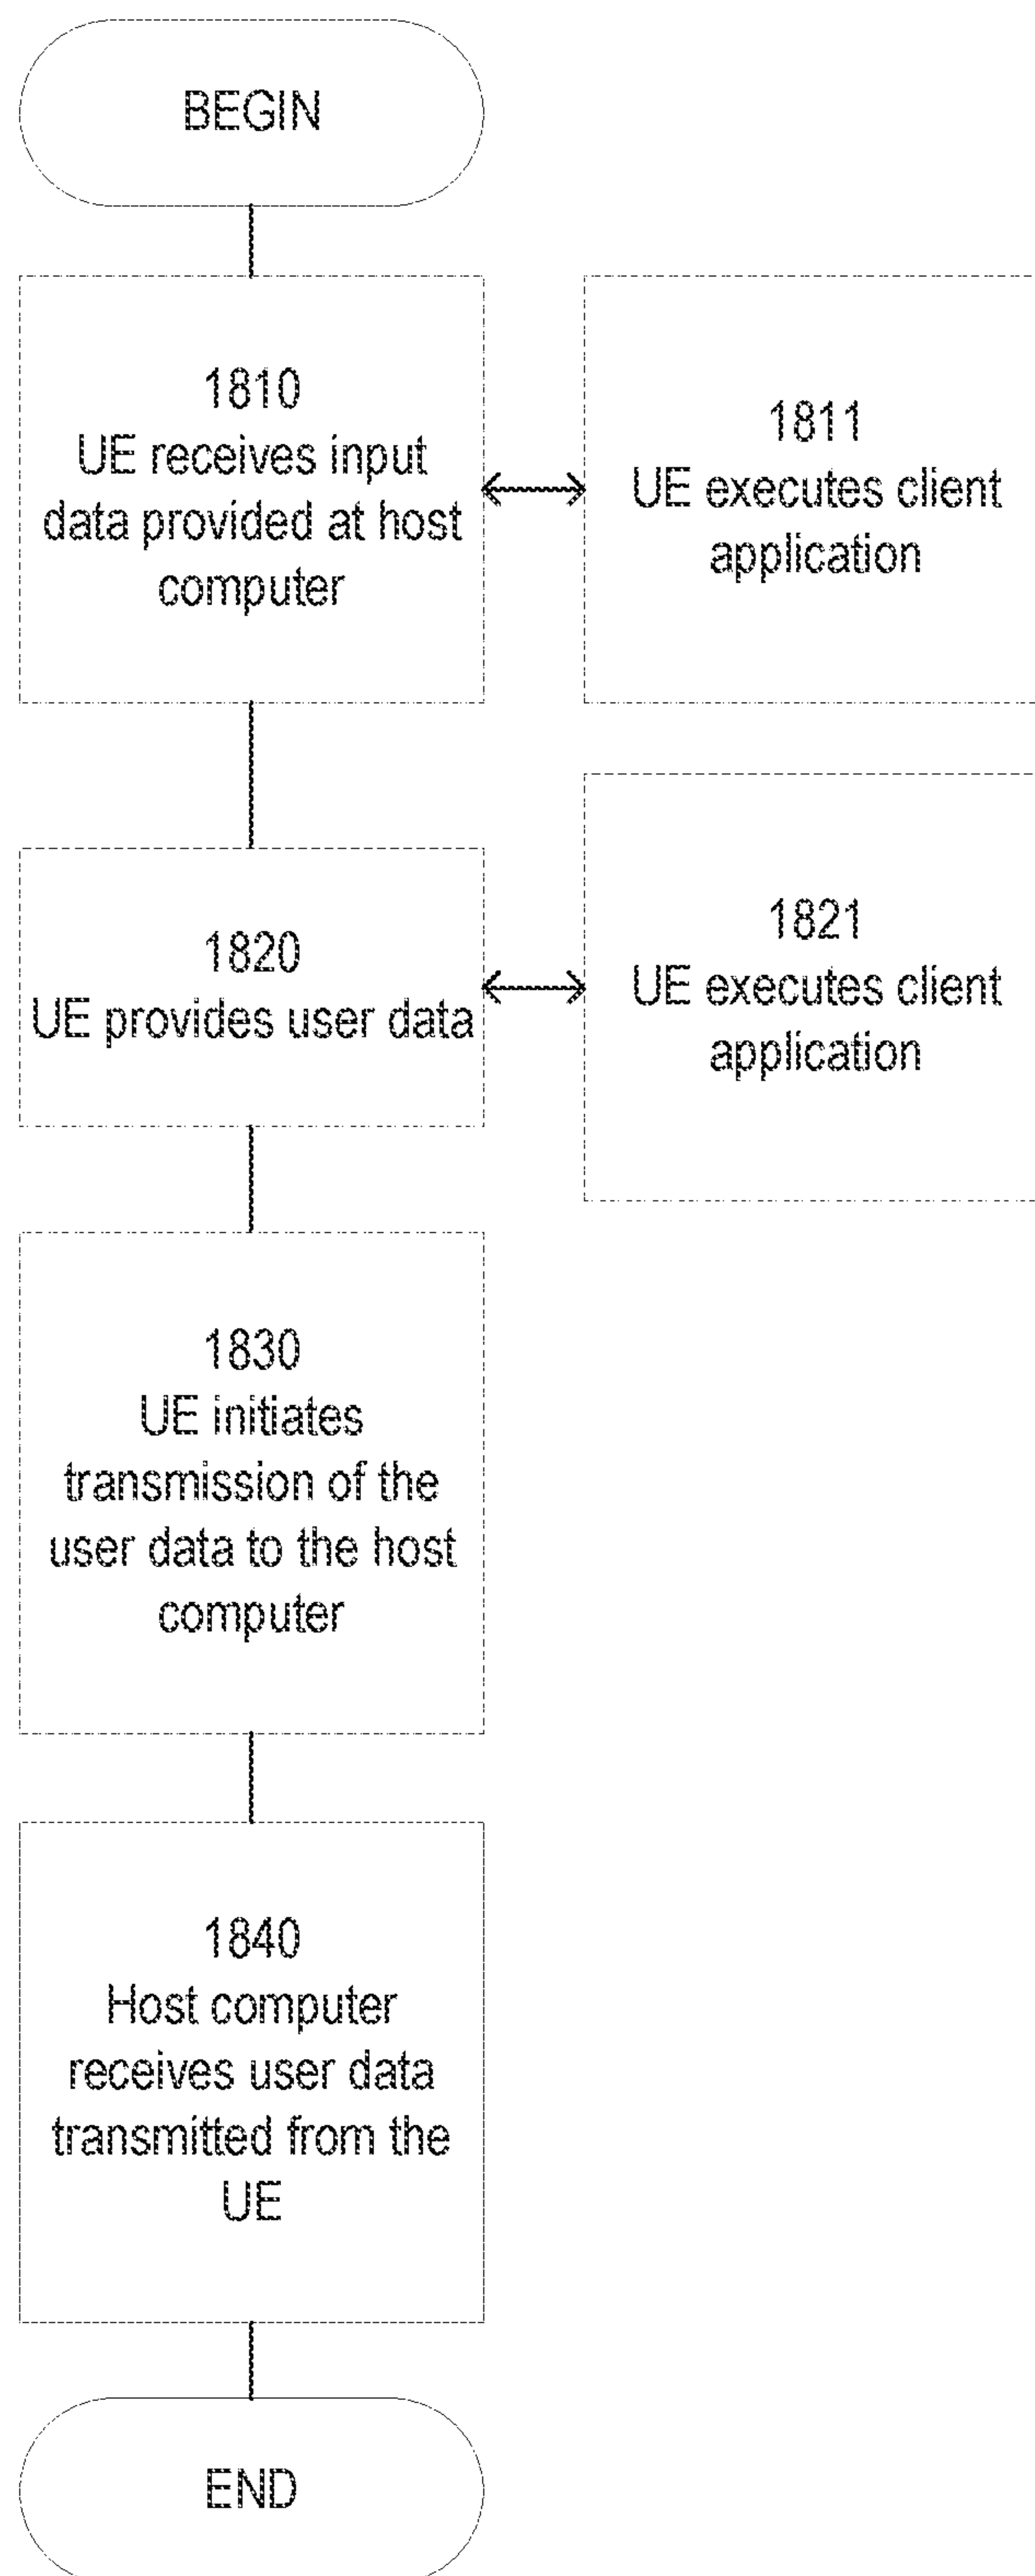 BEGIN
1810
UE receives input
data provided at host
computer
1811
UE executes client
application
1820
UE provides user data
1821
UE executes client
application
1830
UE initiates
transmission of the
user data to the host
computer
1840
Host computer
receives user data
transmitted from the
UE
END